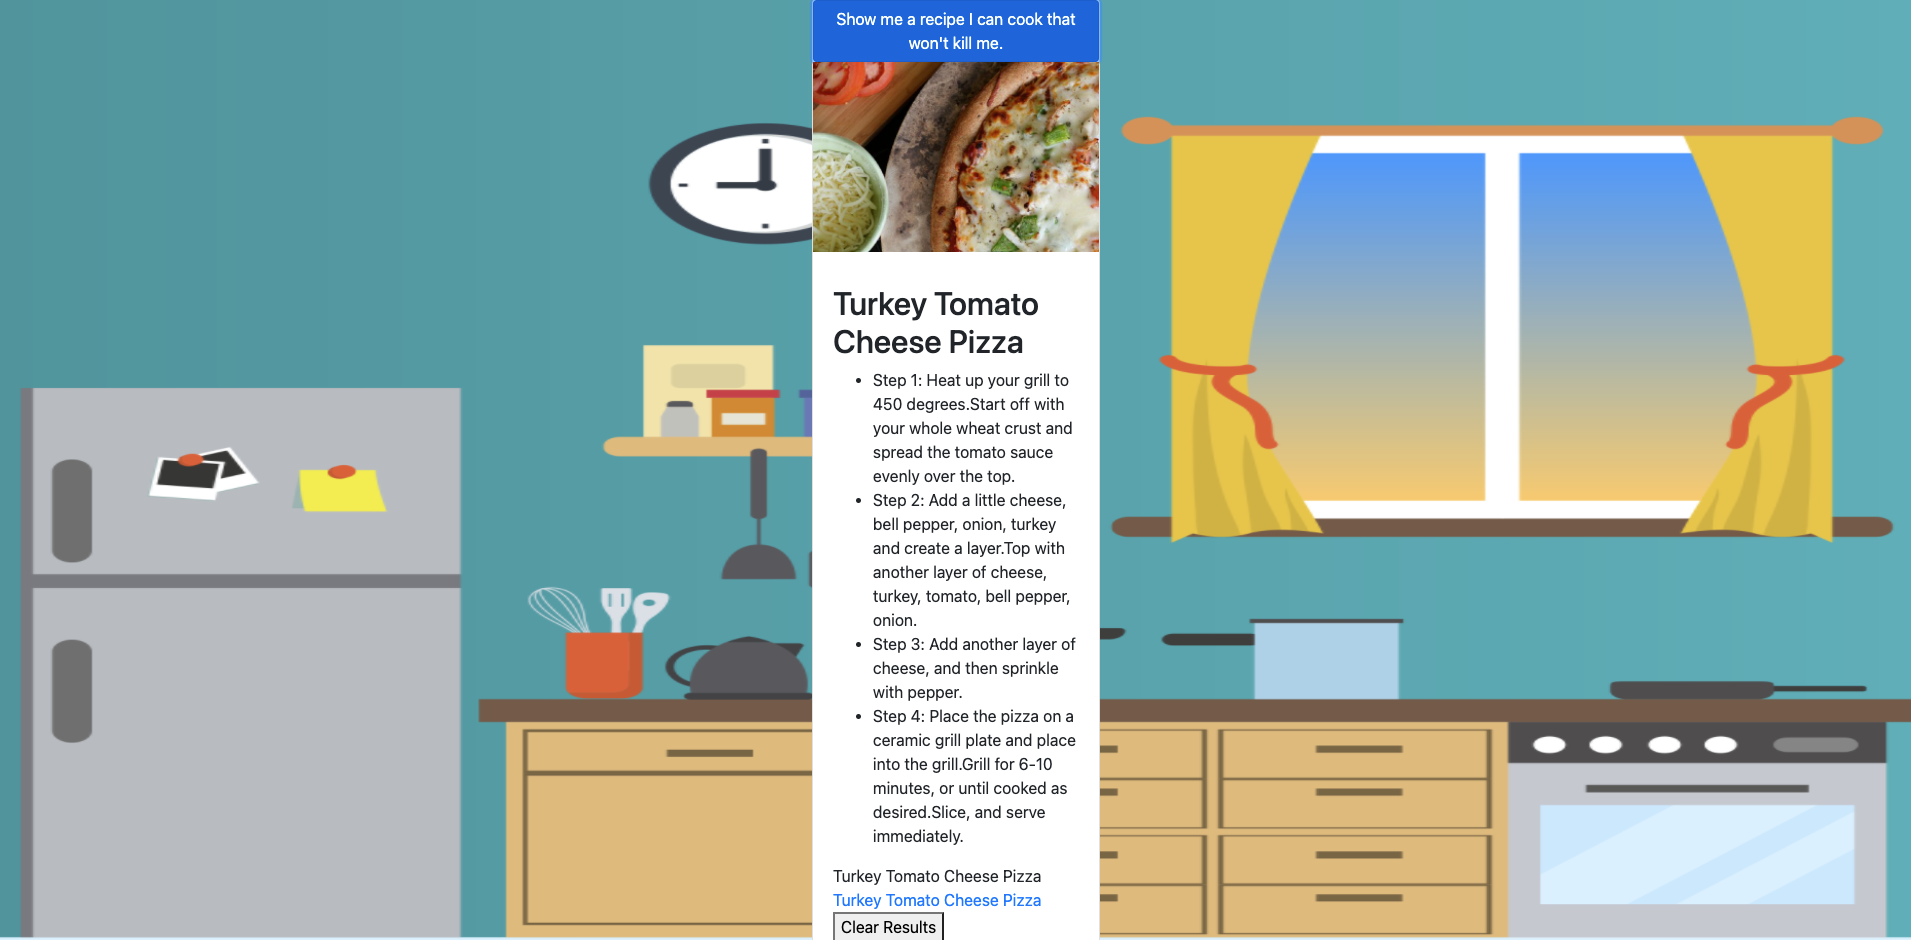 Show me a recipe I can cook that
won't kill me.
Turkey Tomato
Cheese Pizza
• Step 1: Heat up your grill to
450 degrees.Start off with
your whole wheat crust and
spread the tomato sauce
evenly over the top.
• Step 2: Add a little cheese,
bell pepper, onion, turkey
and create a layer.Top with
another layer of cheese,
turkey, tomato, bell pepper,
onion.
• Step 3: Add another layer of
cheese, and then sprinkle
with pepper.
• Step 4: Place the pizza on a
ceramic grill plate and place
into the grill.Grill for 6-10
minutes, or until cooked as
desired.Slice, and serve
immediately.
Turkey Tomato Cheese Pizza
Turkey Tomato Cheese Pizza
Clear Results